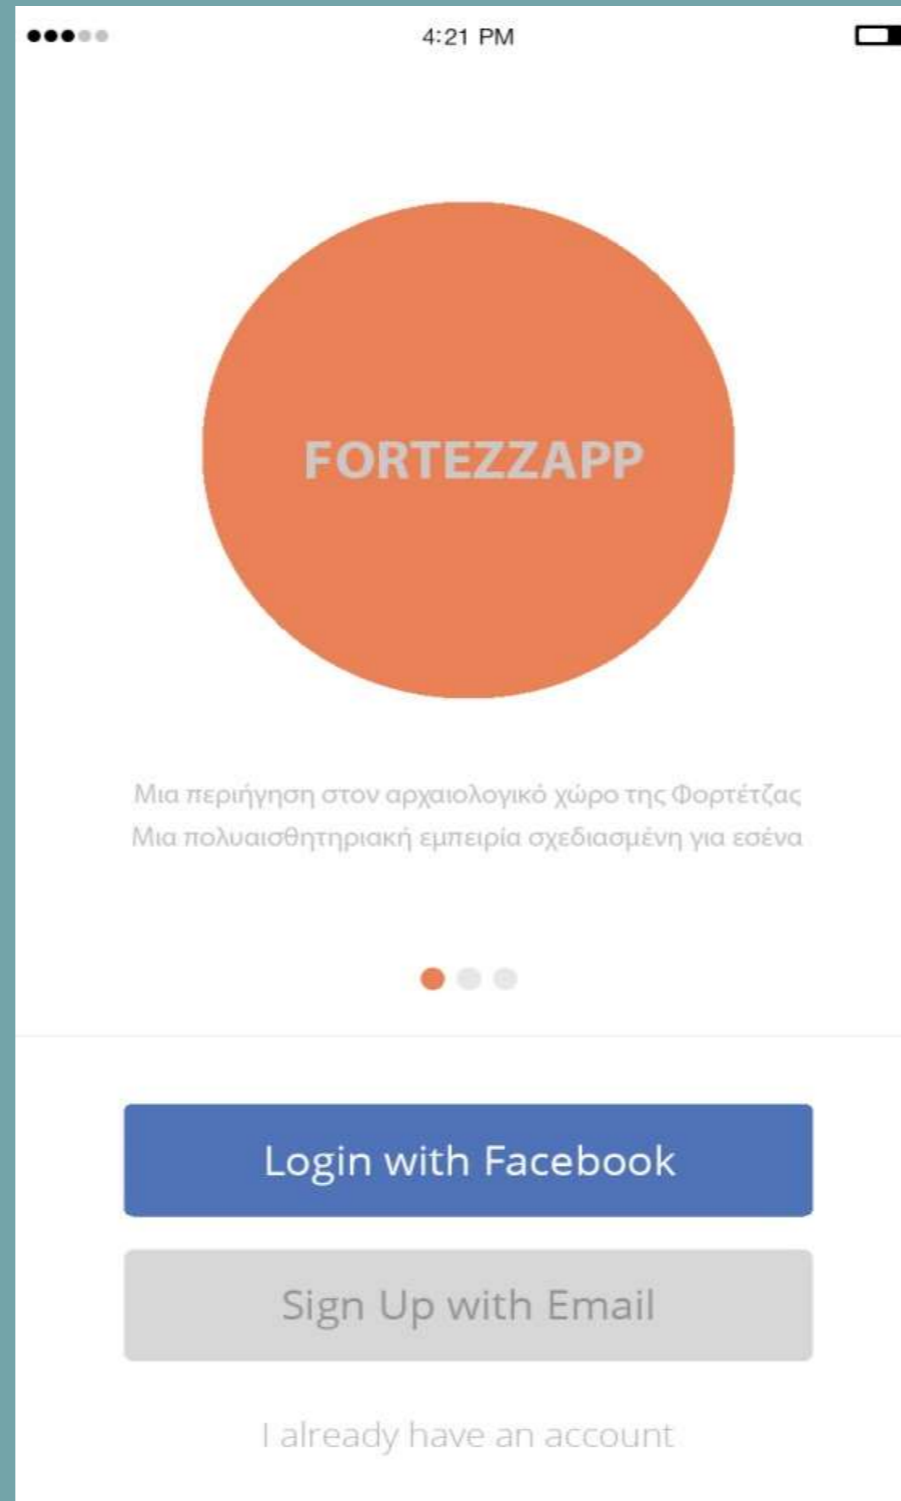 4:21 PM
FORTEZZAPP
Μια περιήγηση στον αρχαιολογικό χώρο της Φορτέτζας
Μια πολυαισθητηριακή εμπειρία σχεδιασμένη για εσένα
Login with Facebook
Sign Up with Email
I already have an account